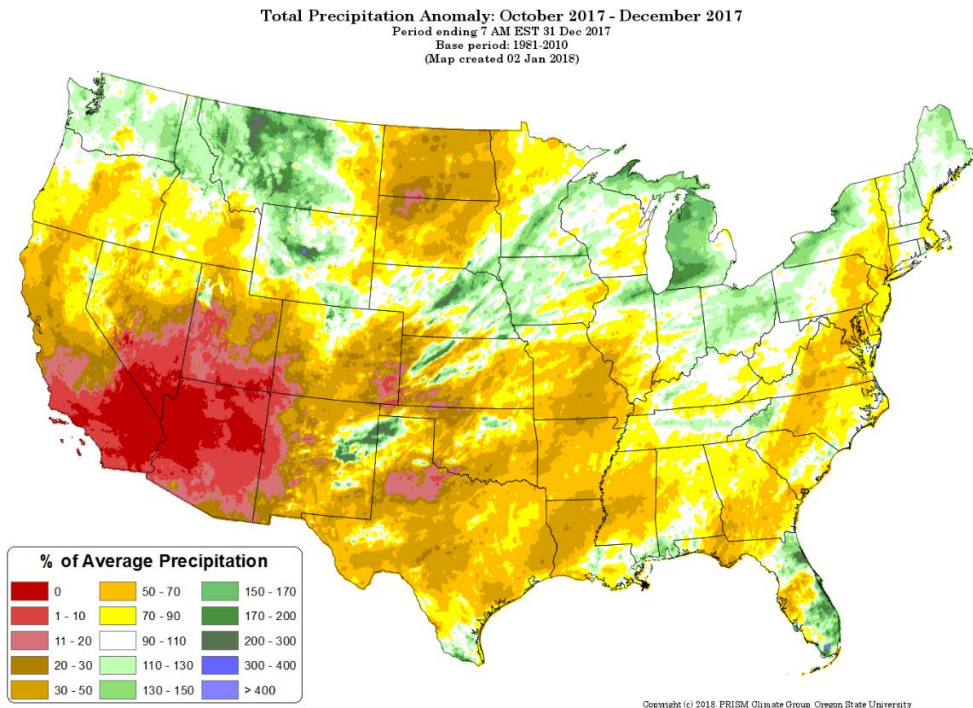 Total Precipitation Anomaly: October 2017 - December 2017
Period ending 7 AM EST 31 Dec 2017
Base period: 1981-2010
(Map created 02 Jan 2018)
% of Average Precipitation
0
50 - 70
150 - 170
1 - 10
70 - 90
170 - 200
11 - 20
90 - 110
200 - 300
20 - 30
110 - 130
300 - 400
30 - 50
130 - 150
> 400
Copyright (c) 2018, PRISM Climate Group, Oregon State University